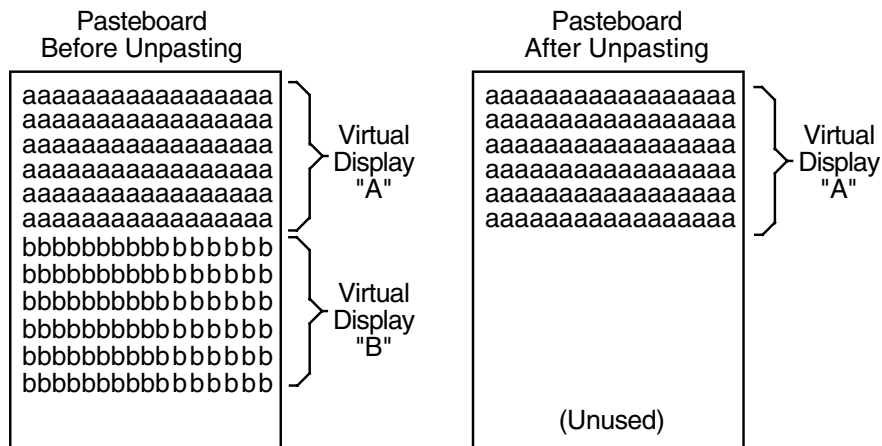 Pasteboard
Before Unpasting
aaaaaaaaaaaaaaaaa
aaaaaaaaaaaaaaaaa
aaaaaaaaaaaaaaaaa
aaaaaaaaaaaaaaaaa
aaaaaaaaaaaaaaaaa
aaaaaaaaaaaaaaaaa
Virtual
Display
"A"
bbbbbbbbbbbbbbbbb
bbbbbbbbbbbbbbbbb
bbbbbbbbbbbbbbbbb
bbbbbbbbbbbbbbbbb
bbbbbbbbbbbbbbbbb
bbbbbbbbbbbbbbbbb
Virtual
Display
"B"
Pasteboard
After Unpasting
aaaaaaaaaaaaaaaaa
aaaaaaaaaaaaaaaaa
aaaaaaaaaaaaaaaaa
aaaaaaaaaaaaaaaaa
aaaaaaaaaaaaaaaaa
aaaaaaaaaaaaaaaaa
Virtual
Display
"A"
(Unused)